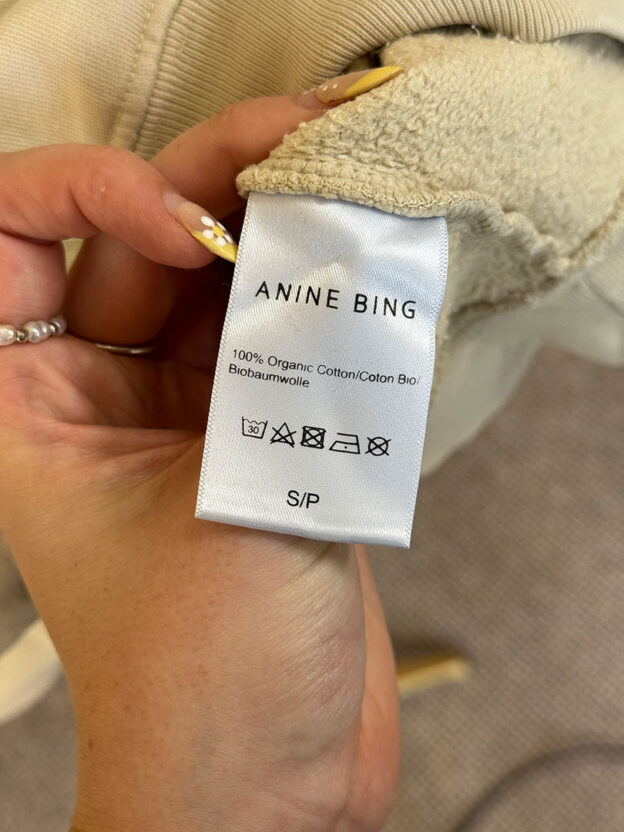 ANINE BING
100% Organic Cotton/Coton Bio/
Biobaumwolle
30
S/P